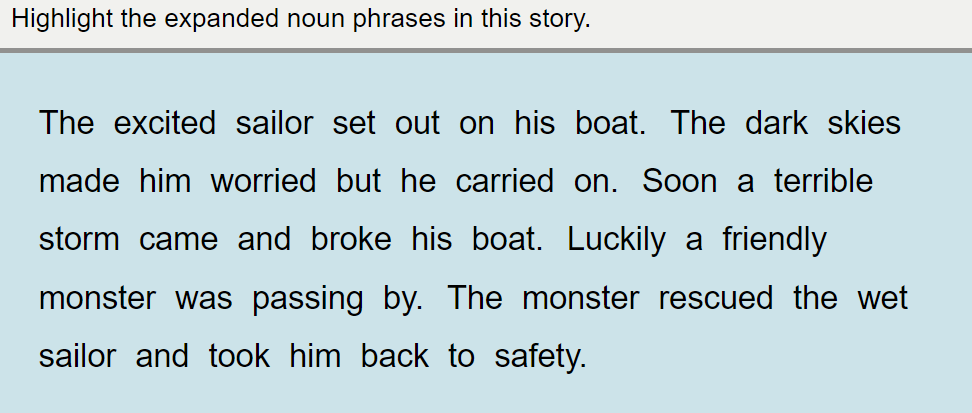 Highlight the expanded noun phrases in this story.
The excited sailor set out on his boat. The dark skies
made him worried but he carried on. Soon a terrible
storm came and broke his boat. Luckily a friendly
monster was passing by. The monster rescued the wet
sailor and took him back to safety.